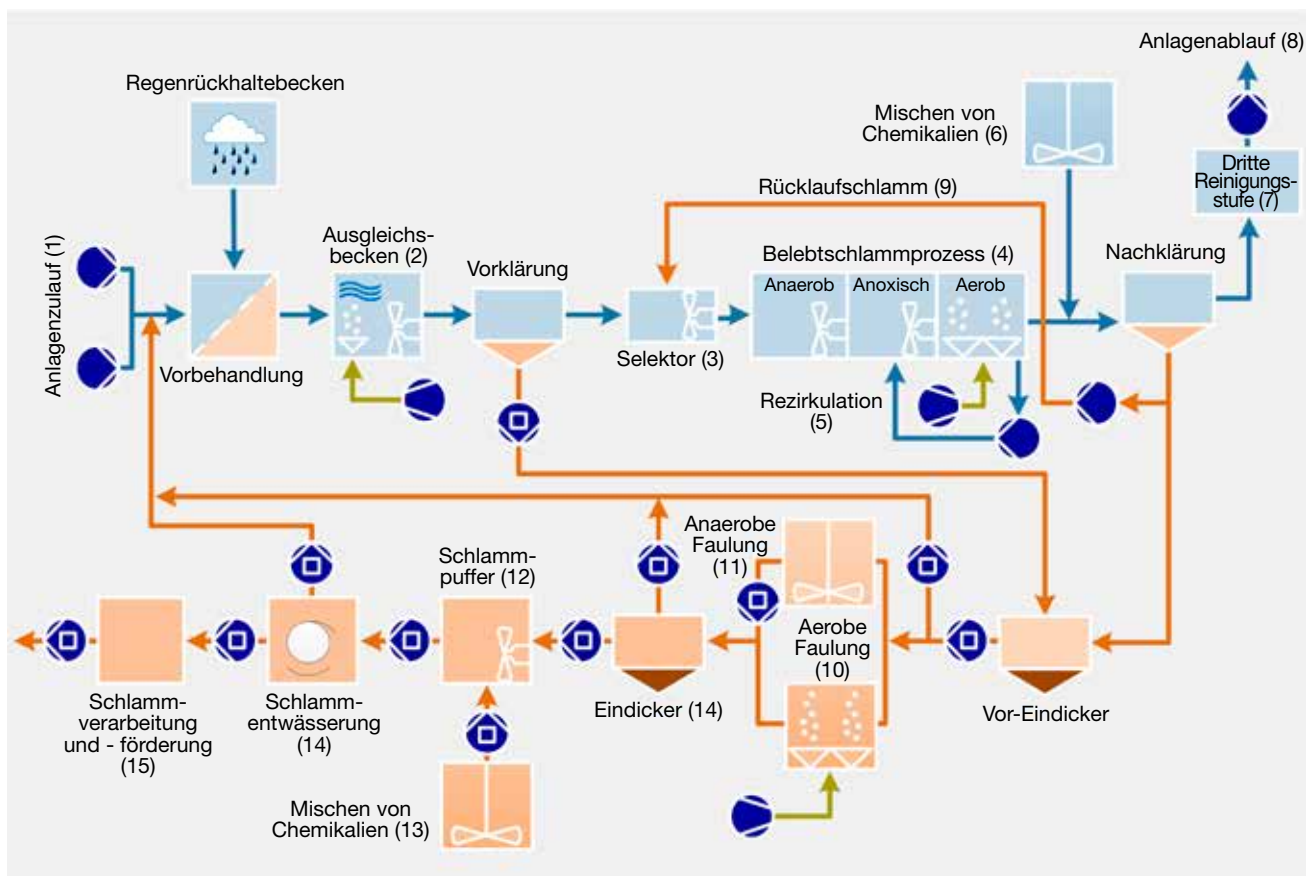 Anlagenablauf (8)
Regenrückhaltebecken
Mischen von
Chemikalien (6)
Dritte
Reinigungs-
stufe (7)
Rücklaufschlamm (9)
Anlagenzulauf (1)
Ausgleichs-
becken (2)
Vorklärung
Belebtschlammprozess (4)
Nachklärung
Anaerob
Anoxisch
Aerob
Vorbehandlung
Selektor (3)
Rezirkulation
(5)
Anaerobe
Faulung
(11)
Schlamm-
puffer (12)
Aerobe
Faulung
(10)
Schlamm-
verarbeitung
und - förderung
(15)
Schlamm-
entwässerung
(14)
Eindicker (14)
Vor-Eindicker
Mischen von
Chemikalien (13)